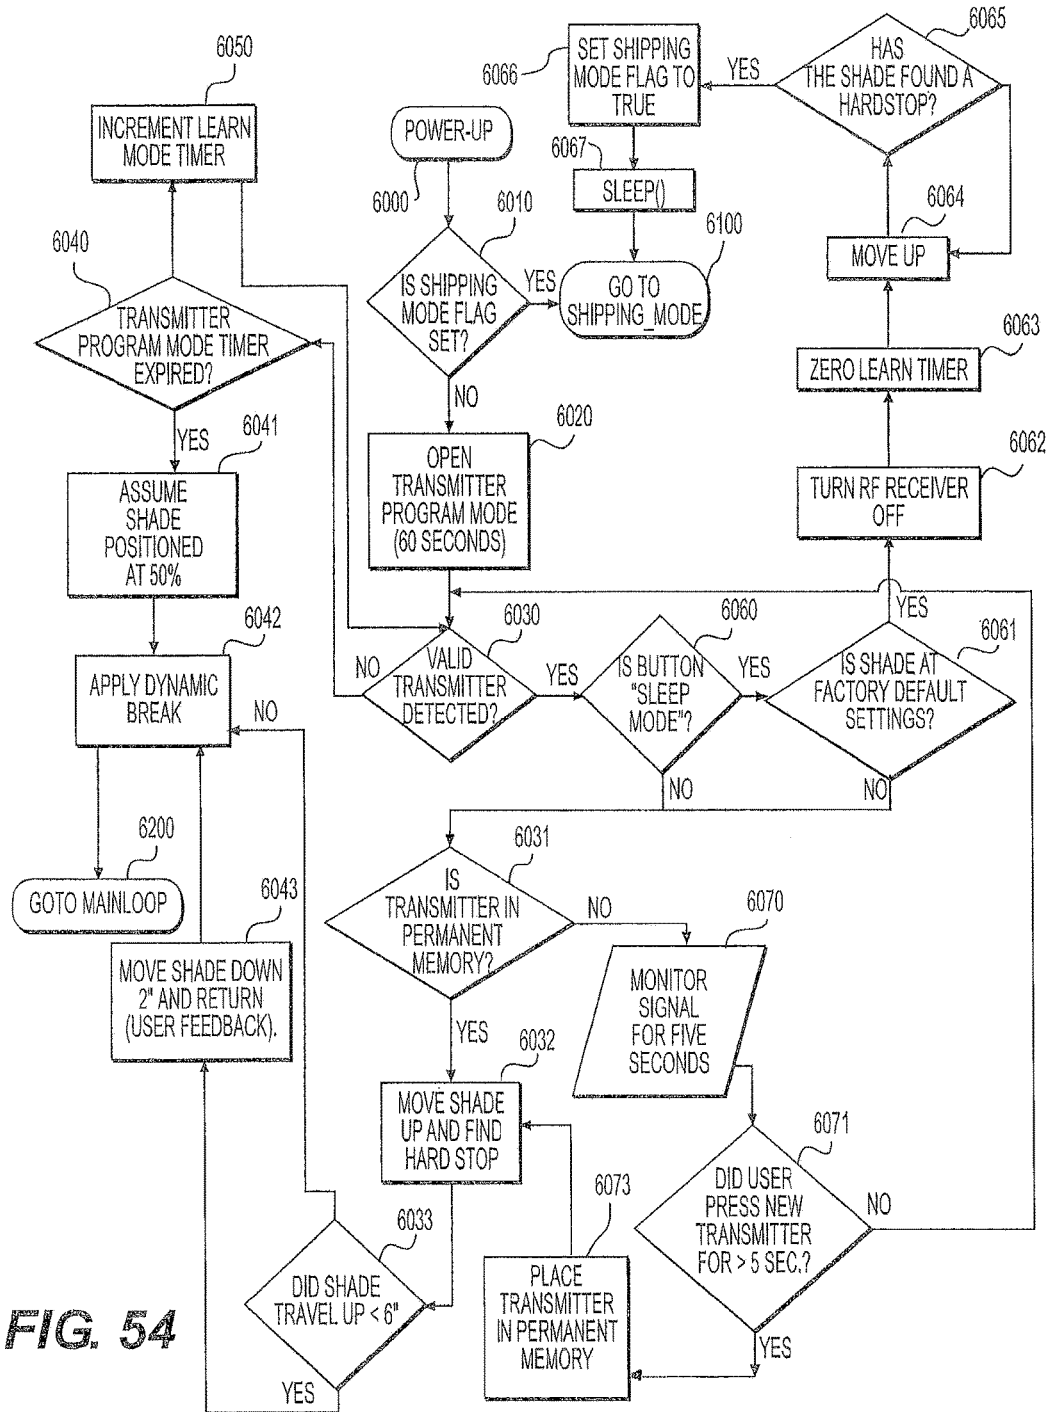 6050
INCREMENT LEARN
MODE TIMER
6040
TRANSMITTER
PROGRAM MODE TIMER
EXPIRED?
YES
6041
ASSUME
SHADE
POSITIONED
AT 50%
6042
APPLY DYNAMIC
BREAK
NO
6200
GOTO MAINLOOP
6043
MOVE SHADE DOWN
2" AND RETURN
(USER FEEDBACK).
POWER-UP
6000
6010
IS SHIPPING
MODE FLAG
SET?
YES
NO
6020
OPEN
TRANSMITTER
PROGRAM MODE
(60 SECONDS)
6030
VALID
TRANSMITTER
DETECTED?
NO
YES
6060
IS BUTTON
"SLEEP
MODE"?
YES
NO
6061
IS SHADE AT
FACTORY DEFAULT
SETTINGS?
YES
NO
6062
TURN RF RECEIVER
OFF
6063
ZERO LEARN TIMER
6064
MOVE UP
6065
HAS
THE SHADE FOUND A
HARDSTOP?
YES
6066
SET SHIPPING
MODE FLAG TO
TRUE
6067
SLEEP()
6100
GO TO
SHIPPING_MODE
6031
IS
TRANSMITTER IN
PERMANENT
MEMORY?
NO
YES
6070
MONITOR
SIGNAL
FOR FIVE
SECONDS
6071
DID USER
PRESS NEW
TRANSMITTER
FOR > 5 SEC.?
NO
YES
6073
PLACE
TRANSMITTER
IN PERMANENT
MEMORY
6032
MOVE SHADE
UP AND FIND
HARD STOP
6033
DID SHADE
TRAVEL UP < 6"
YES
FIG. 54